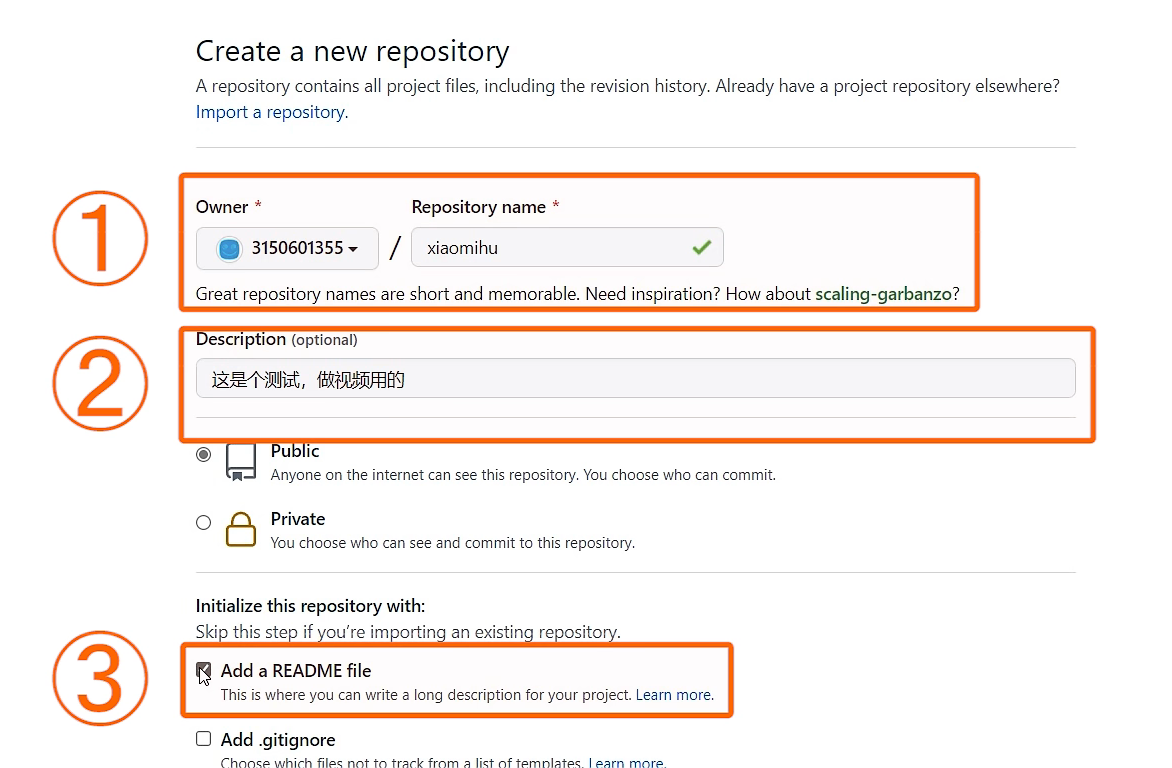 Create a new repository
A repository contains all project files, including the revision history. Already have a project repository elsewhere?
Import a repository.
①
Owner * Repository name *
3150601355 / xiaomihu
Great repository names are short and memorable. Need inspiration? How about scaling-garbanzo?
②
Description (optional)
这是个测试，做视频用的
Public
Anyone on the internet can see this repository. You choose who can commit.
Private
You choose who can see and commit to this repository.
Initialize this repository with:
Skip this step if you're importing an existing repository.
③
Add a README file
This is where you can write a long description for your project. Learn more.
Add .gitignore
Choose which files not to track from a list of templates. Learn more.